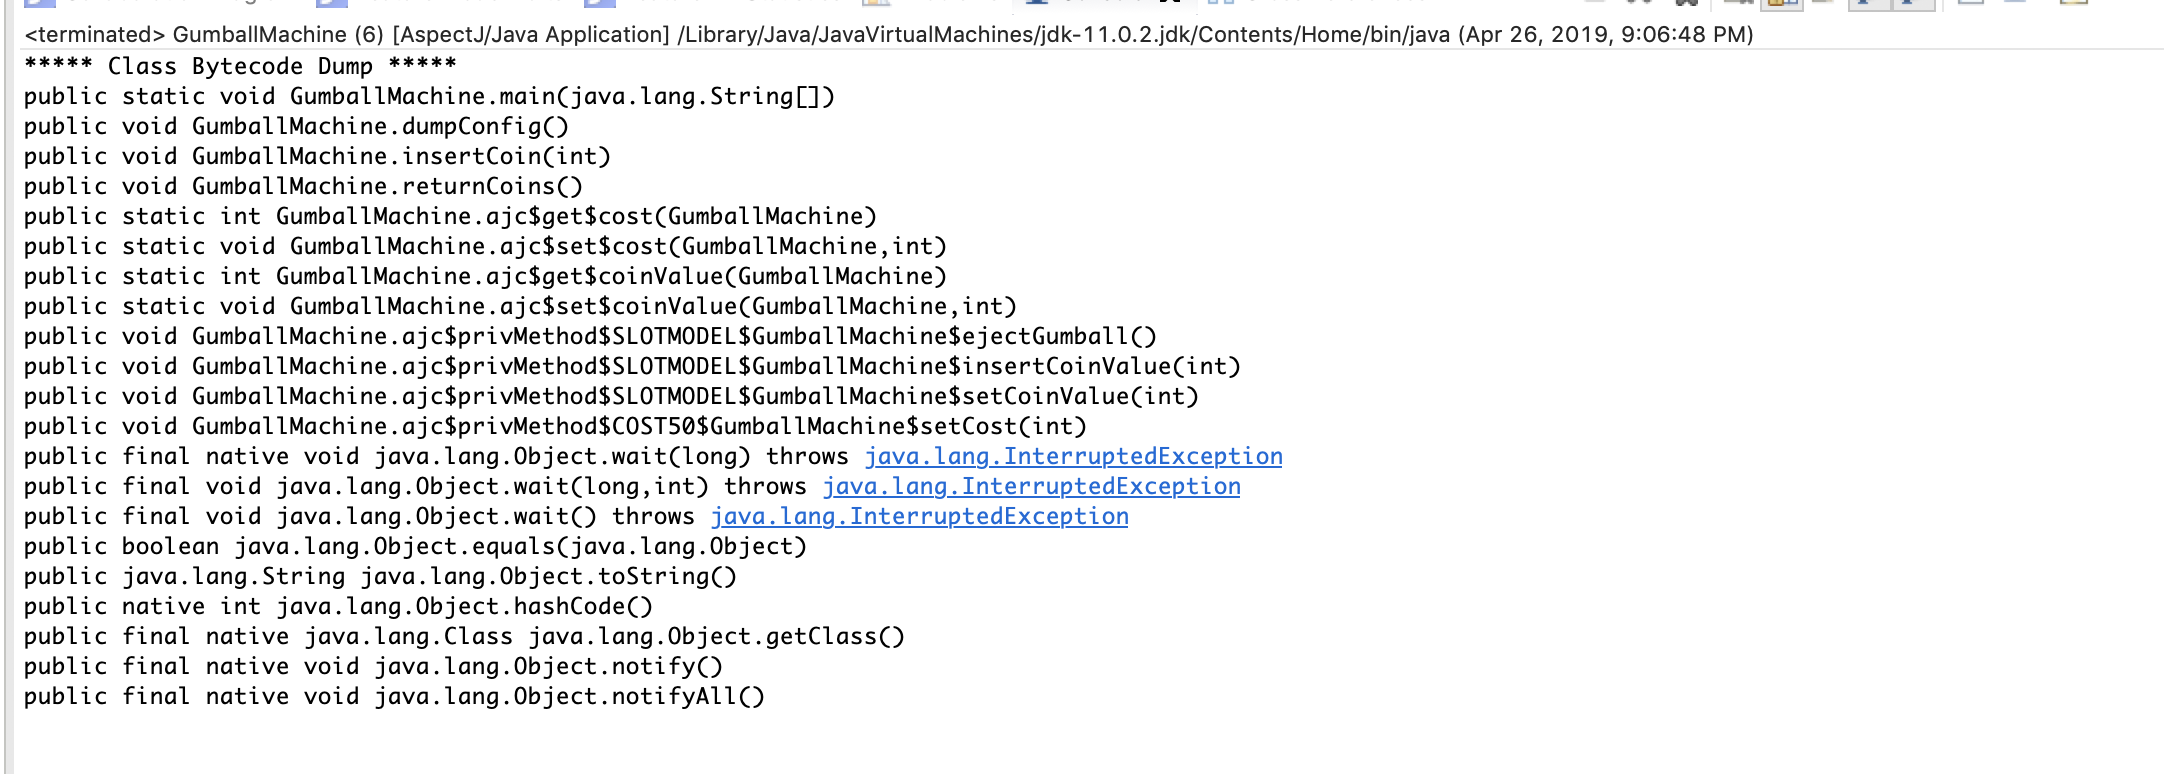 <terminated> GumballMachine (6) [AspectJ/Java Application] /Library/Java/JavaVirtualMachines/jdk-11.0.2.jdk/Contents/Home/bin/java (Apr 26, 2019, 9:06:48 PM)
***** Class Bytecode Dump *****
public static void GumballMachine.main(java.lang.String[])
public void GumballMachine.dumpConfig()
public void GumballMachine.insertCoin(int)
public void GumballMachine.returnCoins()
public static int GumballMachine.ajc$get$cost(GumballMachine)
public static void GumballMachine.ajc$set$cost(GumballMachine,int)
public static int GumballMachine.ajc$get$coinValue(GumballMachine)
public static void GumballMachine.ajc$set$coinValue(GumballMachine,int)
public void GumballMachine.ajc$privMethod$SLOTMODEL$GumballMachine$ejectGumball()
public void GumballMachine.ajc$privMethod$SLOTMODEL$GumballMachine$insertCoinValue(int)
public void GumballMachine.ajc$privMethod$SLOTMODEL$GumballMachine$setCoinValue(int)
public void GumballMachine.ajc$privMethod$COST50$GumballMachine$setCost(int)
public final native void java.lang.Object.wait(long) throws java.lang.InterruptedException
public final void java.lang.Object.wait(long,int) throws java.lang.InterruptedException
public final void java.lang.Object.wait() throws java.lang.InterruptedException
public boolean java.lang.Object.equals(java.lang.Object)
public java.lang.String java.lang.Object.toString()
public native int java.lang.Object.hashCode()
public final native java.lang.Class java.lang.Object.getClass()
public final native void java.lang.Object.notify()
public final native void java.lang.Object.notifyAll()